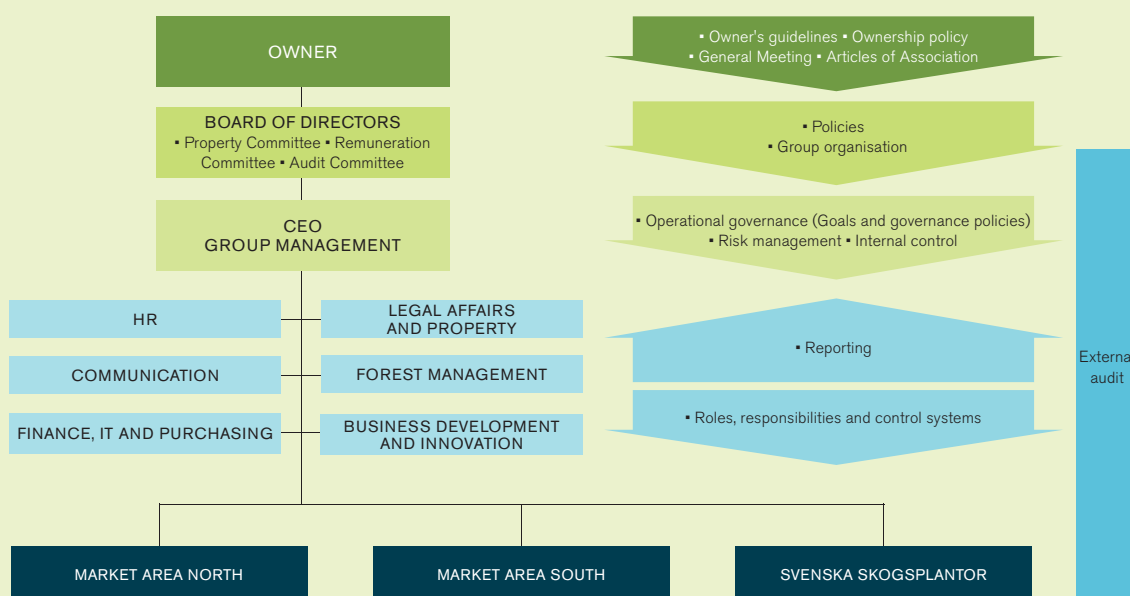 OWNER
BOARD OF DIRECTORS
▪ Property Committee ▪ Remuneration
Committee ▪ Audit Committee
CEO
GROUP MANAGEMENT
HR
LEGAL AFFAIRS
AND PROPERTY
COMMUNICATION
FOREST MANAGEMENT
FINANCE, IT AND PURCHASING
BUSINESS DEVELOPMENT
AND INNOVATION
▪ Owner's guidelines ▪ Ownership policy
▪ General Meeting ▪ Articles of Association
▪ Policies
▪ Group organisation
▪ Operational governance (Goals and governance policies)
▪ Risk management ▪ Internal control
▪ Reporting
▪ Roles, responsibilities and control systems
External
audit
MARKET AREA NORTH
MARKET AREA SOUTH
SVENSKA SKOGSPLANTOR